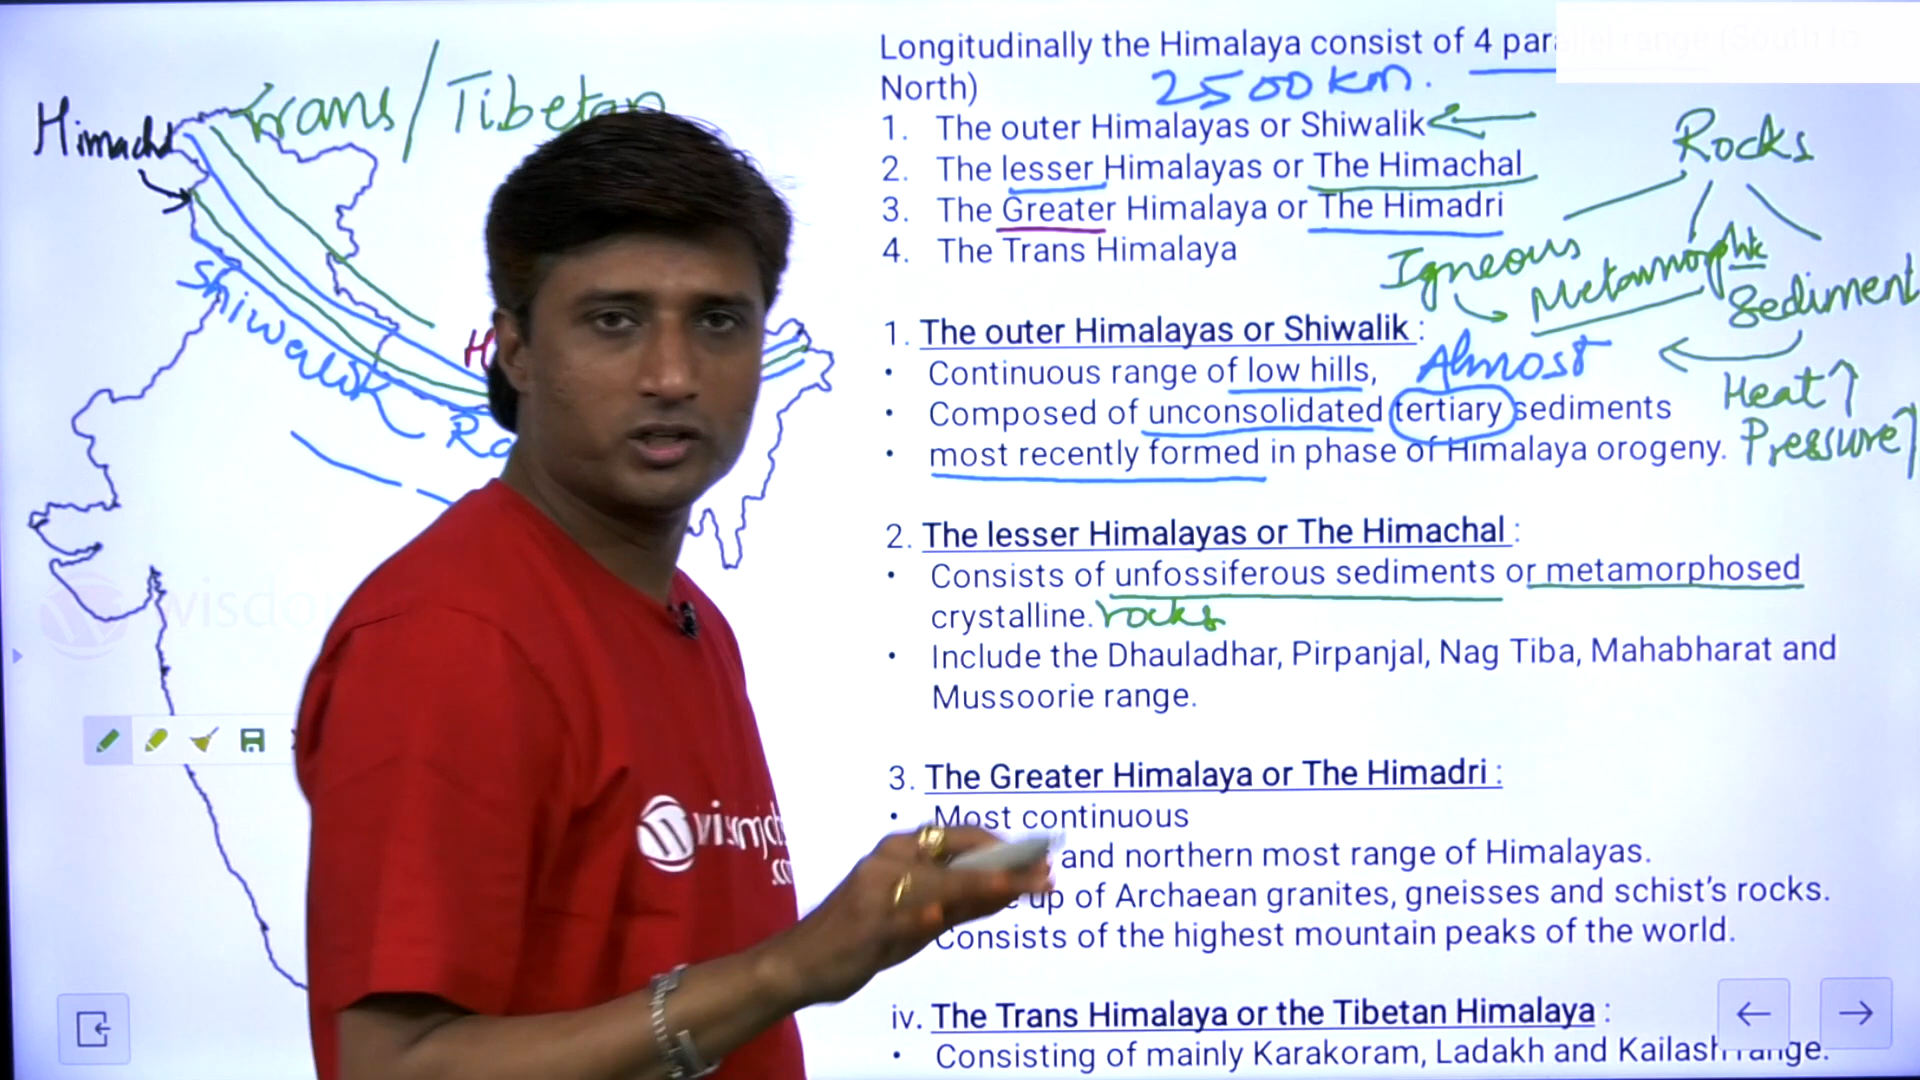 Longitudinally the Himalaya consist of 4
North)
2500 km.
1. The outer Himalayas or Shiwalik
2. The lesser Himalayas or The Himachal
3. The Greater Himalaya or The Himadri
4. The Trans Himalaya
1. The outer Himalayas or Shiwalik :
• Continuous range of low hills,
Almost
• Composed of unconsolidated tertiary sediments
• most recently formed in phase of Himalaya orogeny.
2. The lesser Himalayas or The Himachal :
• Consists of unfossiferous sediments or metamorphosed
crystalline. rocks
• Include the Dhauladhar, Pirpanjal, Nag Tiba, Mahabharat and
Mussoorie range.
3. The Greater Himalaya or The Himadri :
• Most continuous
and northern most range of Himalayas.
up of Archaean granites, gneisses and schist's rocks.
Consists of the highest mountain peaks of the world.
iv. The Trans Himalaya or the Tibetan Himalaya :
• Consisting of mainly Karakoram, Ladakh and Kailash range.
Rocks
Igneous
Sediment
Heat↑
Pressure↑
Trans/Tibetan
Shiwalik
.co